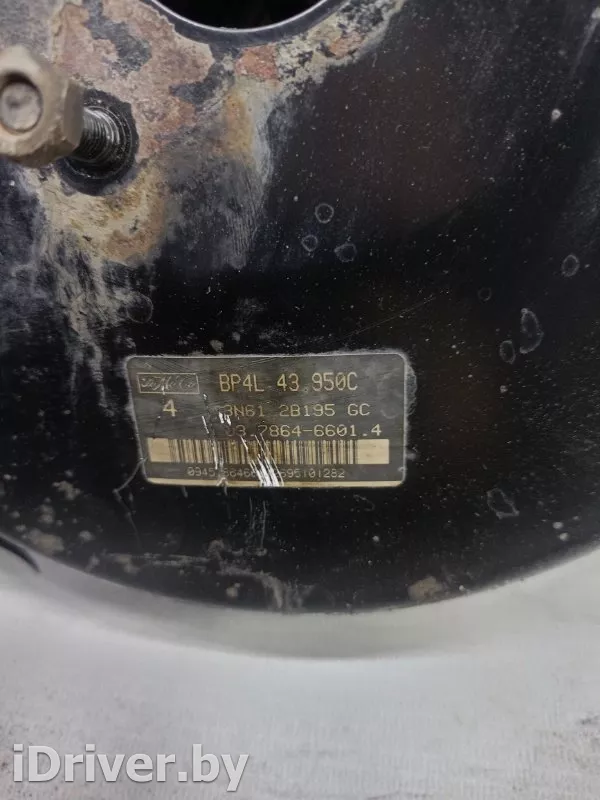 BP4L 43.950C
4
3N61 2B195 GC
7864-6601.4
iDriver.by